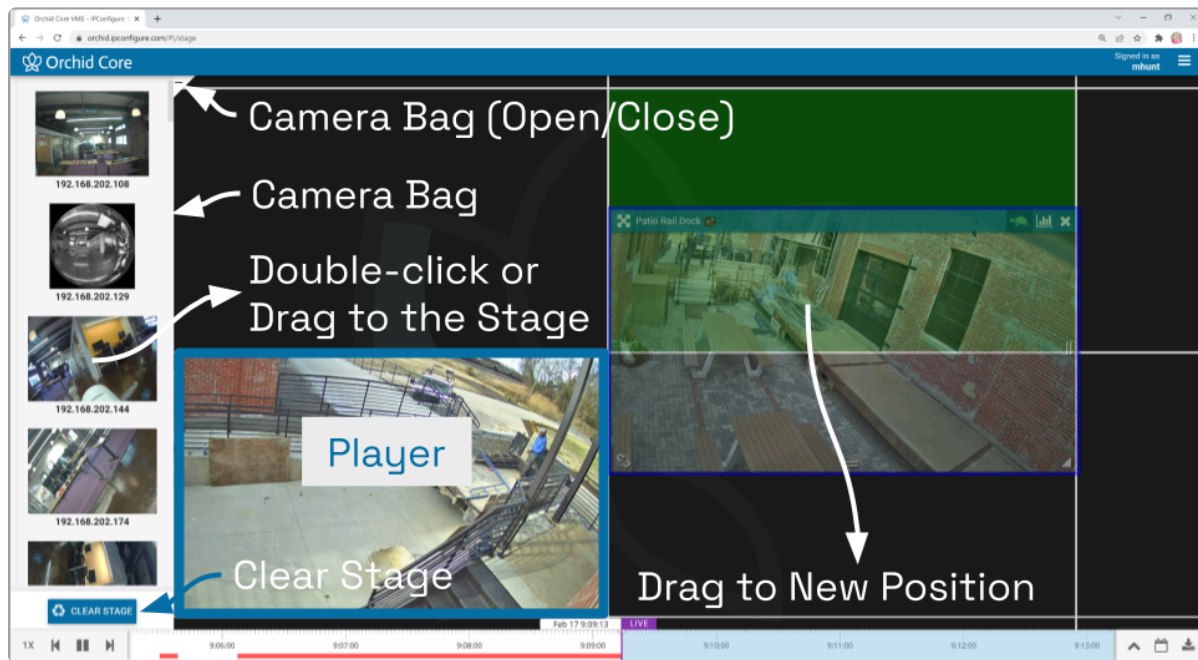 Orchid Core VMS - IPConfigure
orchid.ipconfigure.com/#!/stage
Orchid Core
Signed in as
mhunt
Camera Bag (Open/Close)
192.168.202.108
Camera Bag
Patio Rail Dock
192.168.202.129
Double-click or
Drag to the Stage
192.168.202.144
Player
192.168.202.174
Clear Stage
Drag to New Position
CLEAR STAGE
Feb 17 9:09:13
LIVE
1X
9:06:00
9:07:00
9:08:00
9:09:00
9:10:00
9:11:00
9:12:00
9:13:00